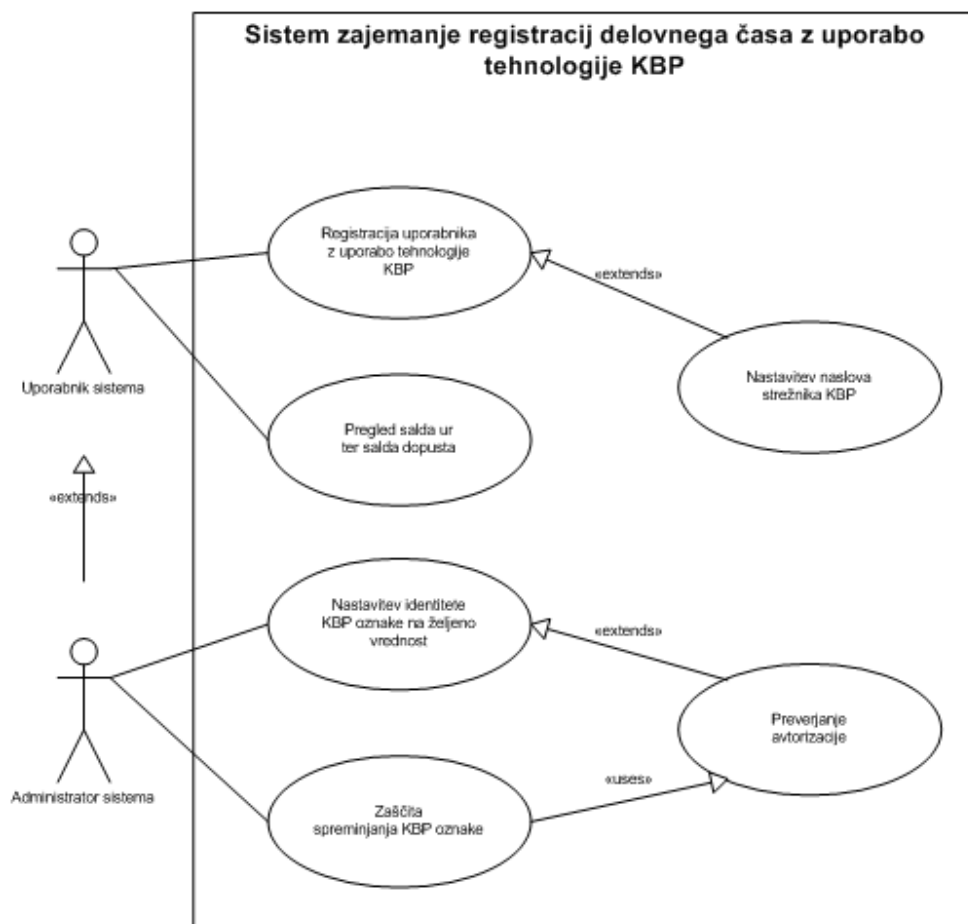 Sistem zajemanje registracij delovnega časa z uporabo
tehnologije KBP
Registracija uporabnika
z uporabo tehnologije
KBP
«extends»
Nastavitev naslova
strežnika KBP
Uporabnik sistema
Pregled salda ur
ter salda dopusta
«extends»
Nastavitev identitete
KBP oznake na željeno
vrednost
«extends»
Preverjanje
avtorizacije
«uses»
Administrator sistema
Zaščita
spreminjanja KBP oznake